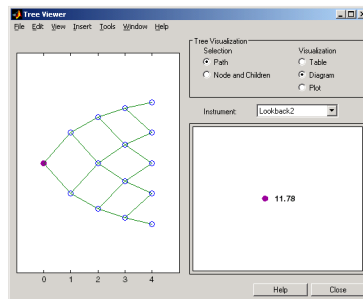 Tree Viewer
File Edit View Insert Tools Window Help
Tree Visualization
Selection
Path
Node and Children
Visualization
Table
Diagram
Plot
Instrument: Lookback2
11.78
0 1 2 3 4
Help Close